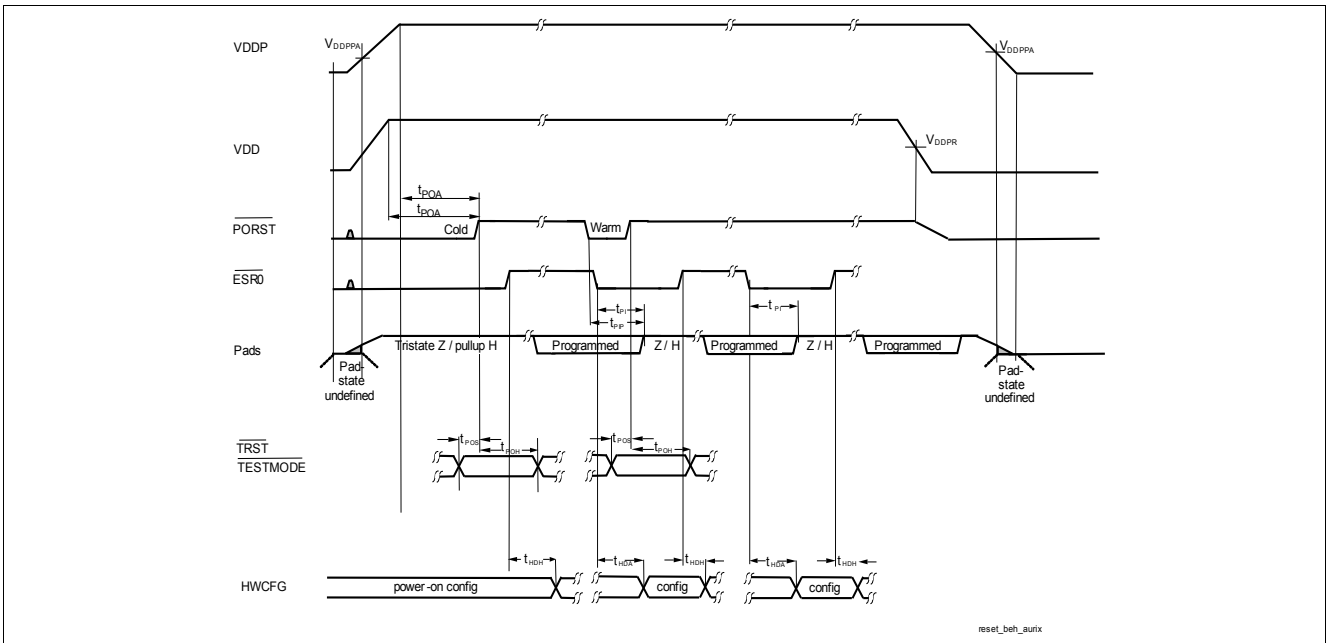 VDDP
VDDPPA
VDDPPA
VDD
VDDPR
tPOA
tPOA
PORST
Cold
Warm
ESR0
tPI
tPIP
tPI
Pads
Tristate Z / pullup H
Programmed
Z / H
Programmed
Z / H
Programmed
Pad-
state
undefined
Pad-
state
undefined
TRST
TESTMODE
tPOS
tPOH
tPOS
tPOH
tHDH
tHDA
tHDH
tHDA
tHDH
HWCFG
power-on config
config
config
reset_beh_aurix